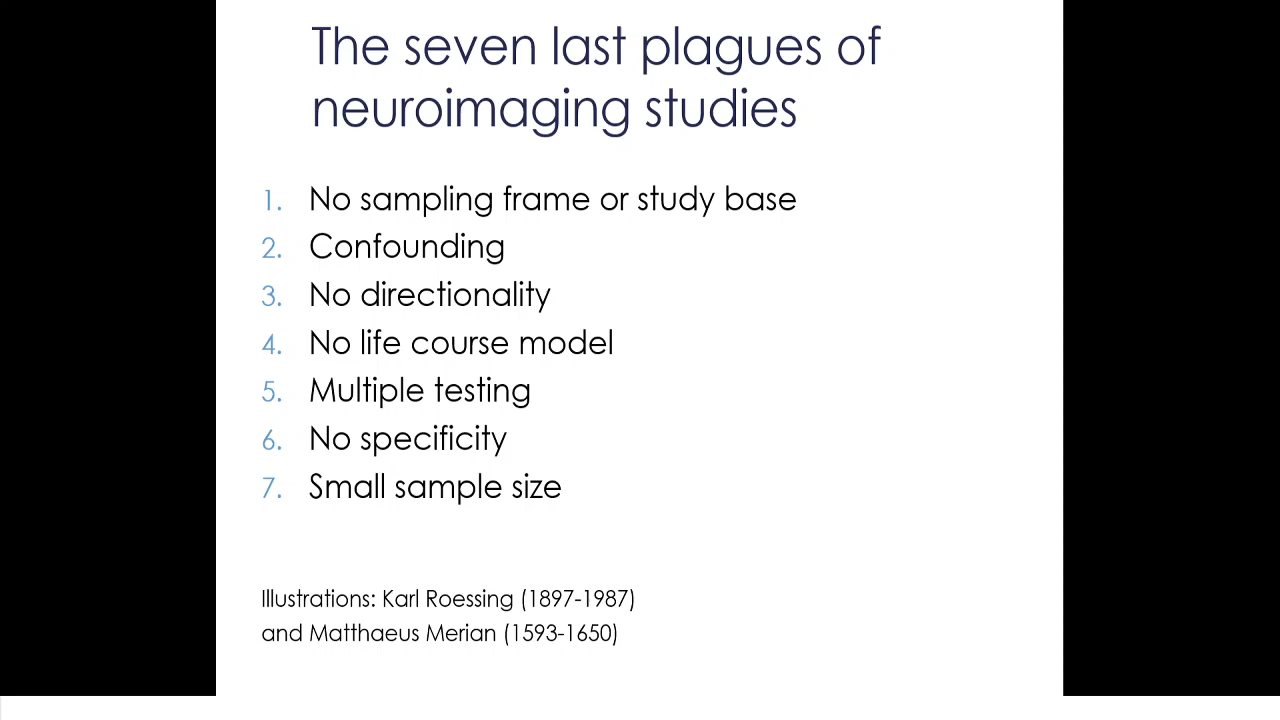 The seven last plagues of
neuroimaging studies
1. No sampling frame or study base
2. Confounding
3. No directionality
4. No life course model
5. Multiple testing
6. No specificity
7. Small sample size
Illustrations: Karl Roessing (1897-1987)
and Matthaeus Merian (1593-1650)